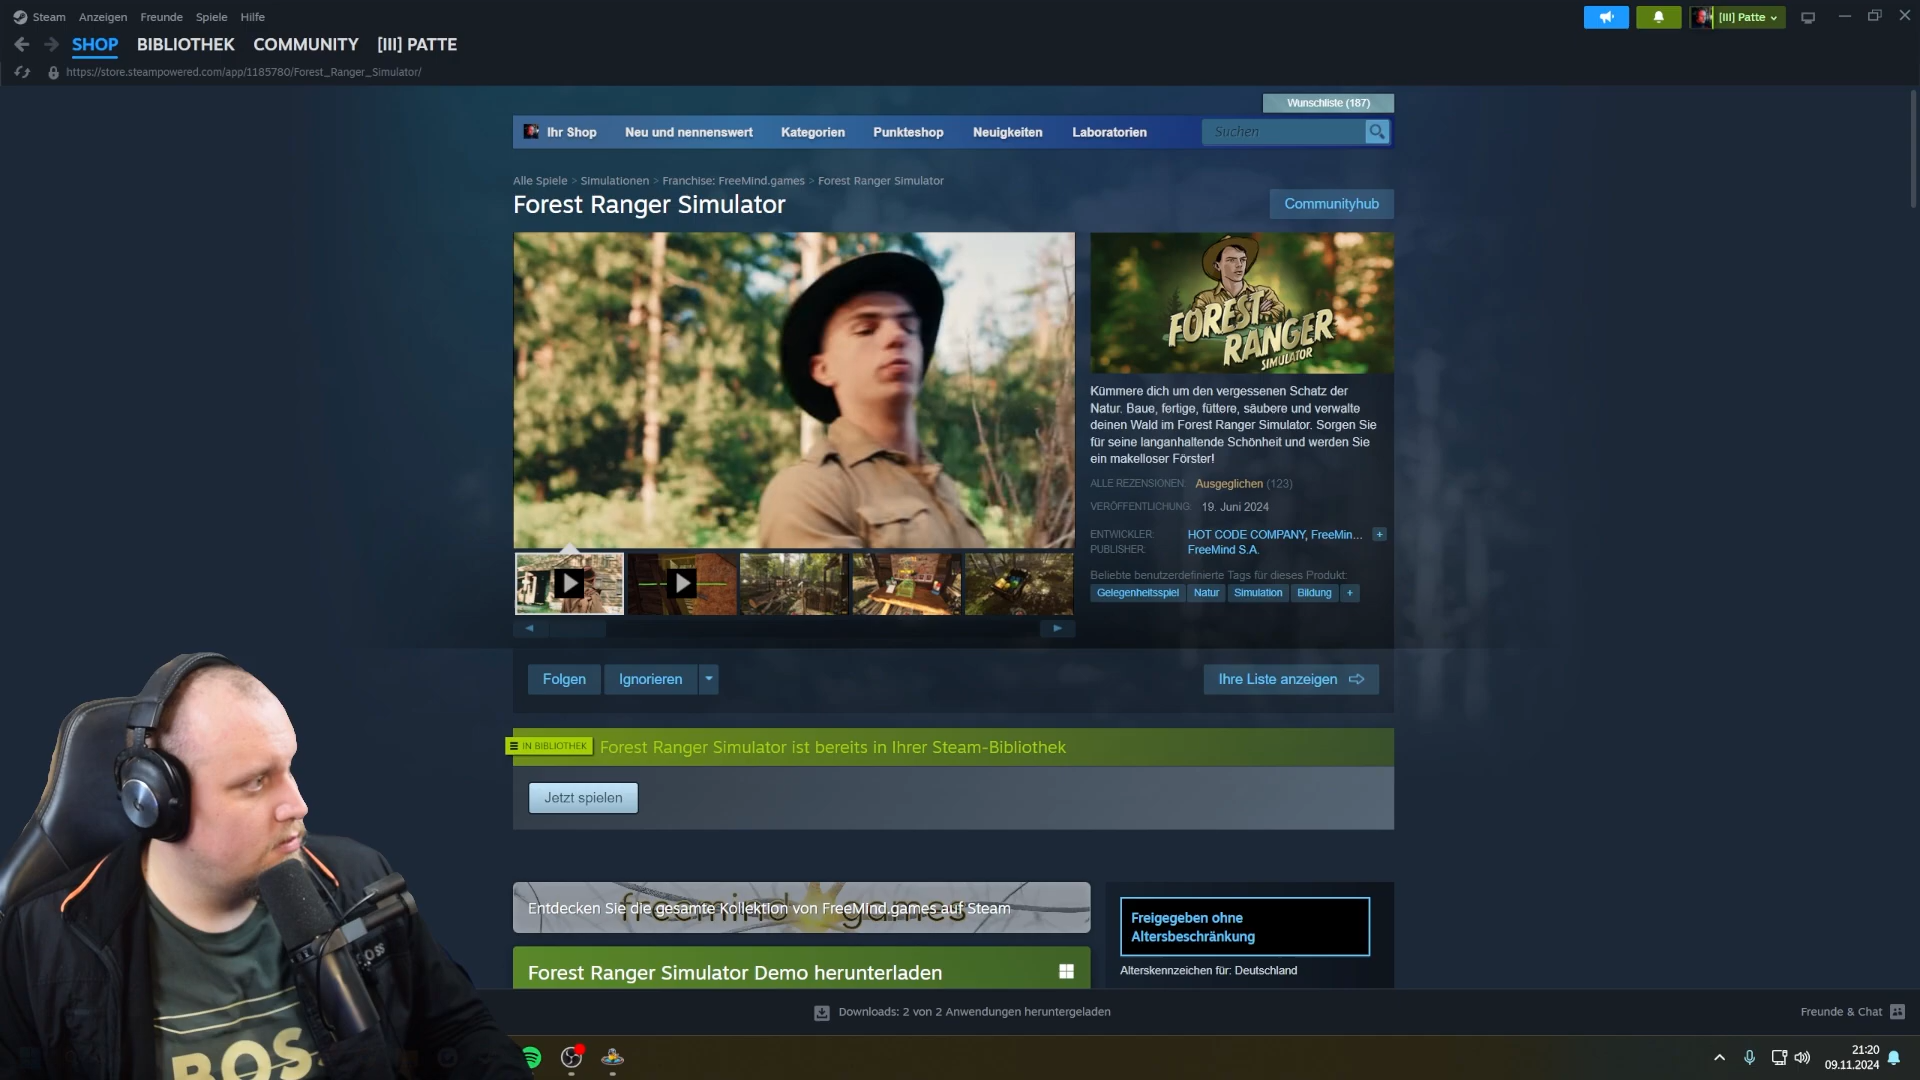 Steam Anzeigen Freunde Spiele Hilfe
[III] Patte
SHOP BIBLIOTHEK COMMUNITY [III] PATTE
https://store.steampowered.com/app/1185780/Forest_Ranger_Simulator/
Wunschliste (187)
Ihr Shop Neu und nennenswert Kategorien Punkteshop Neuigkeiten Laboratorien Suchen
Alle Spiele > Simulationen > Franchise: FreeMind.games > Forest Ranger Simulator
Forest Ranger Simulator
Communityhub
FOREST
RANGER
SIMULATOR
Kümmere dich um den vergessenen Schatz der
Natur. Baue, fertige, füttere, säubere und verwalte
deinen Wald im Forest Ranger Simulator. Sorgen Sie
für seine langanhaltende Schönheit und werden Sie
ein makelloser Förster!
ALLE REZENSIONEN: Ausgeglichen (123)
VERÖFFENTLICHUNG: 19. Juni 2024
ENTWICKLER: HOT CODE COMPANY, FreeMin... +
PUBLISHER: FreeMind S.A.
Beliebte benutzerdefinierte Tags für dieses Produkt:
Gelegenheitsspiel Natur Simulation Bildung +
Folgen Ignorieren Ihre Liste anzeigen
IN BIBLIOTHEK Forest Ranger Simulator ist bereits in Ihrer Steam-Bibliothek
Jetzt spielen
freemind games
Entdecken Sie die gesamte Kollektion von FreeMind.games auf Steam
Freigegeben ohne
Altersbeschränkung
Alterskennzeichen für: Deutschland
Forest Ranger Simulator Demo herunterladen
Downloads: 2 von 2 Anwendungen heruntergeladen
Freunde & Chat
BOSS
21:20
09.11.2024